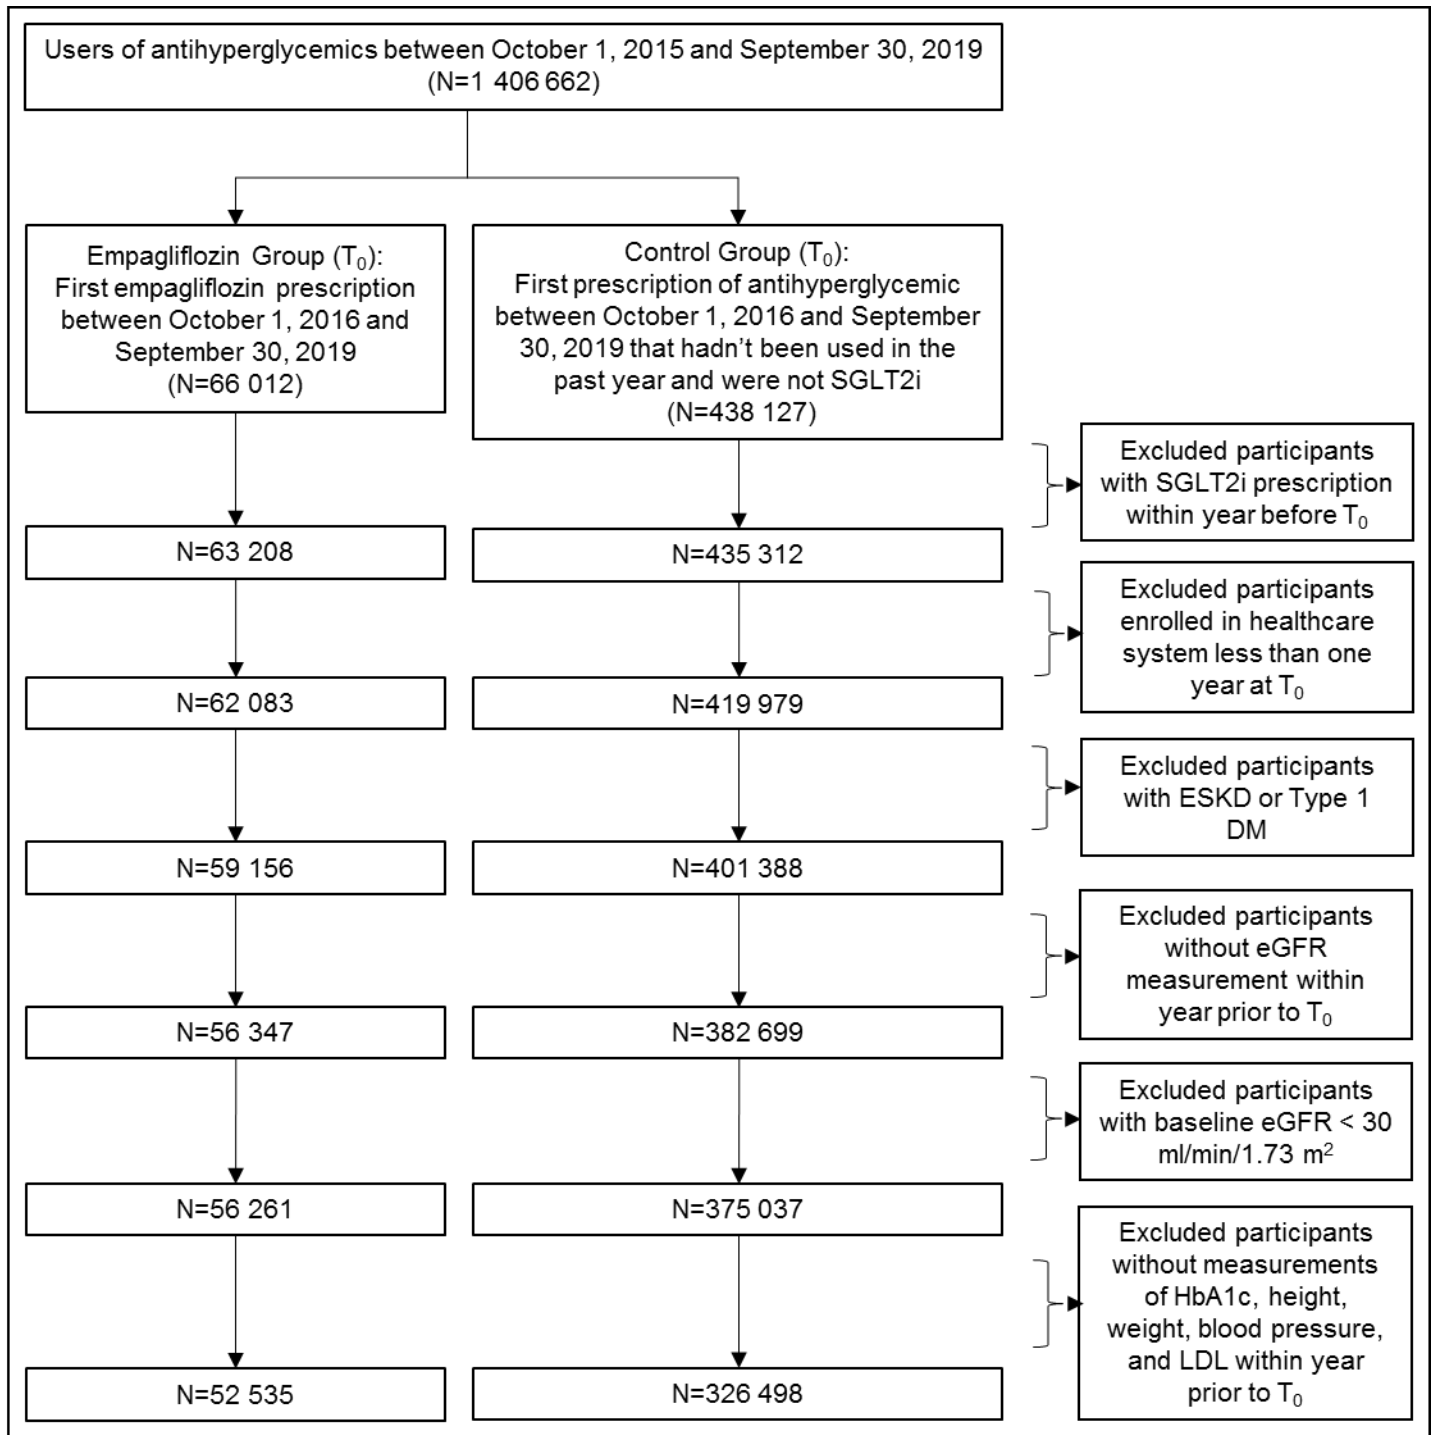 Users of antihyperglycemics between October 1, 2015 and September 30, 2019
(N=1 406 662)
Empagliflozin Group (T₀):
First empagliflozin prescription
between October 1, 2016 and
September 30, 2019
(N=66 012)
Control Group (T₀):
First prescription of antihyperglycemic
between October 1, 2016 and September
30, 2019 that hadn't been used in the
past year and were not SGLT2i
(N=438 127)
Excluded participants
with SGLT2i prescription
within year before T₀
N=63 208
N=435 312
Excluded participants
enrolled in healthcare
system less than one
year at T₀
N=62 083
N=419 979
Excluded participants
with ESKD or Type 1
DM
N=59 156
N=401 388
Excluded participants
without eGFR
measurement within
year prior to T₀
N=56 347
N=382 699
Excluded participants
with baseline eGFR < 30
ml/min/1.73 m²
N=56 261
N=375 037
Excluded participants
without measurements
of HbA1c, height,
weight, blood pressure,
and LDL within year
prior to T₀
N=52 535
N=326 498